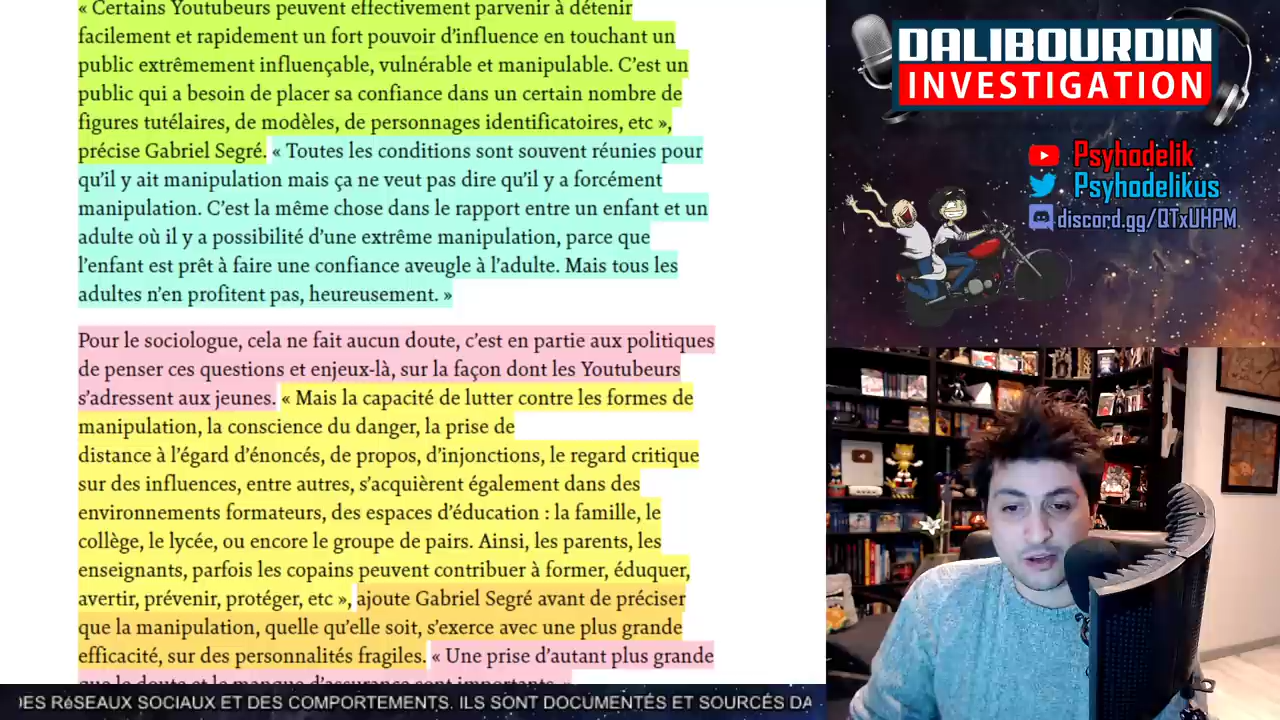 « Certains Youtubeurs peuvent effectivement parvenir à détenir
facilement et rapidement un fort pouvoir d’influence en touchant un
public extrêmement influençable, vulnérable et manipulable. C’est un
public qui a besoin de placer sa confiance dans un certain nombre de
figures tutélaires, de modèles, de personnages identificatoires, etc »,
précise Gabriel Segré. « Toutes les conditions sont souvent réunies pour
qu’il y ait manipulation mais ça ne veut pas dire qu’il y a forcément
manipulation. C’est la même chose dans le rapport entre un enfant et un
adulte où il y a possibilité d’une extrême manipulation, parce que
l’enfant est prêt à faire une confiance aveugle à l’adulte. Mais tous les
adultes n’en profitent pas, heureusement. »
Pour le sociologue, cela ne fait aucun doute, c’est en partie aux politiques
de penser ces questions et enjeux-là, sur la façon dont les Youtubeurs
s’adressent aux jeunes. « Mais la capacité de lutter contre les formes de
manipulation, la conscience du danger, la prise de
distance à l’égard d’énoncés, de propos, d’injonctions, le regard critique
sur des influences, entre autres, s’acquièrent également dans des
environnements formateurs, des espaces d’éducation : la famille, le
collège, le lycée, ou encore le groupe de pairs. Ainsi, les parents, les
enseignants, parfois les copains peuvent contribuer à former, éduquer,
avertir, prévenir, protéger, etc », ajoute Gabriel Segré avant de préciser
que la manipulation, quelle qu’elle soit, s’exerce avec une plus grande
efficacité, sur des personnalités fragiles. « Une prise d’autant plus grande
que le doute et le manque d’assurance sont importants. »
DES RéSEAUX SOCIAUX ET DES COMPORTEMENTS. ILS SONT DOCUMENTÉS ET SOURCÉS DA
DALIBOURDIN
INVESTIGATION
Psyhodelik
Psyhodelikus
discord.gg/QTxUHPM